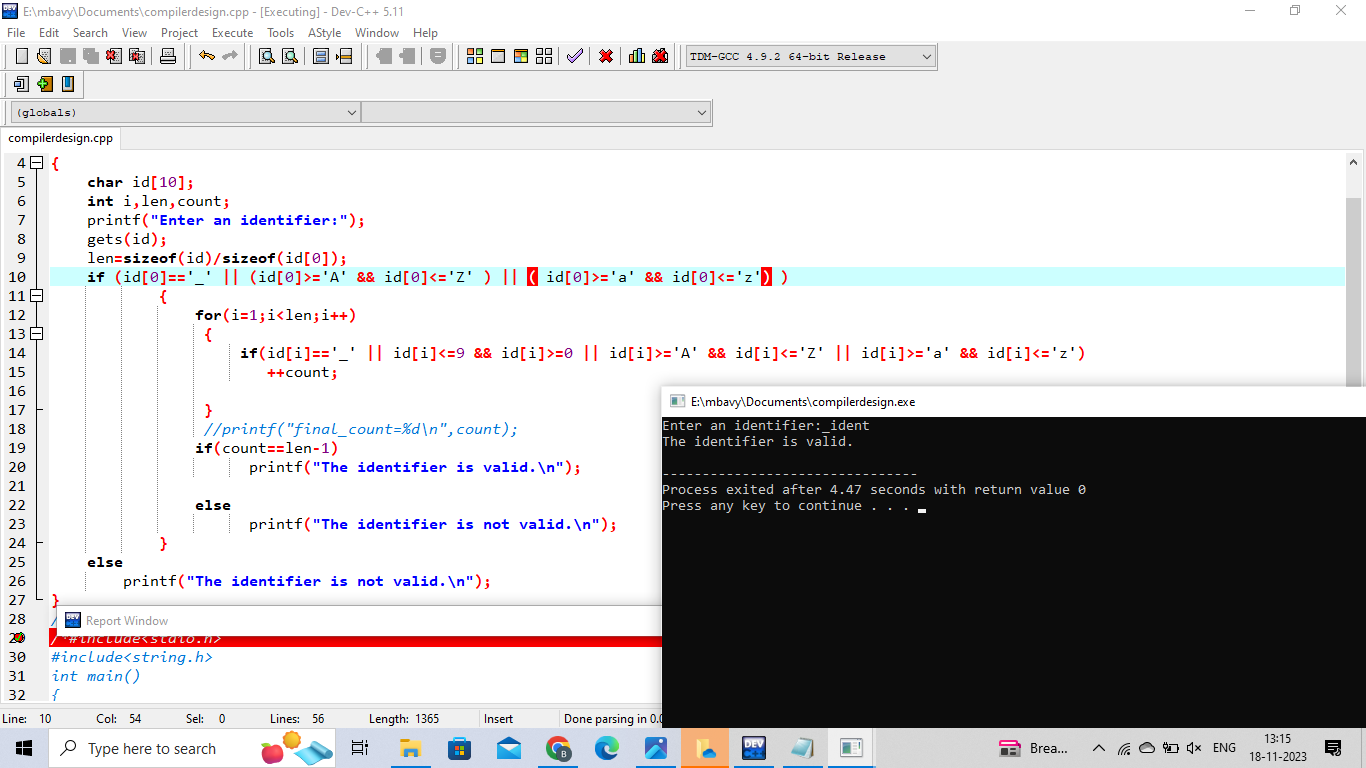 E:\mbavy\Documents\compilerdesign.cpp - [Executing] - Dev-C++ 5.11
File Edit Search View Project Execute Tools AStyle Window Help
TDM-GCC 4.9.2 64-bit Release
(globals)
compilerdesign.cpp
4 {
5 char id[10];
6 int i,len,count;
7 printf("Enter an identifier:");
8 gets(id);
9 len=sizeof(id)/sizeof(id[0]);
10 if (id[0]=='_' || (id[0]>='A' && id[0]<='Z' ) || ( id[0]>='a' && id[0]<='z') )
11 {
12 for(i=1;i<len;i++)
13 {
14 if(id[i]=='_' || id[i]<=9 && id[i]>=0 || id[i]>='A' && id[i]<='Z' || id[i]>='a' && id[i]<='z')
15 ++count;
16
17 }
18 //printf("final_count=%d\n",count);
19 if(count==len-1)
20 printf("The identifier is valid.\n");
21
22 else
23 printf("The identifier is not valid.\n");
24 }
25 else
26 printf("The identifier is not valid.\n");
27 }
28 /
29 /*#include<stdio.h>
30 #include<string.h>
31 int main()
32 {
Report Window
E:\mbavy\Documents\compilerdesign.exe
Enter an identifier:_ident
The identifier is valid.
--------------------------------
Process exited after 4.47 seconds with return value 0
Press any key to continue . . .
Line: 10 Col: 54 Sel: 0 Lines: 56 Length: 1365 Insert Done parsing in 0.0
Type here to search
DEV
Brea... ENG 13:15
18-11-2023